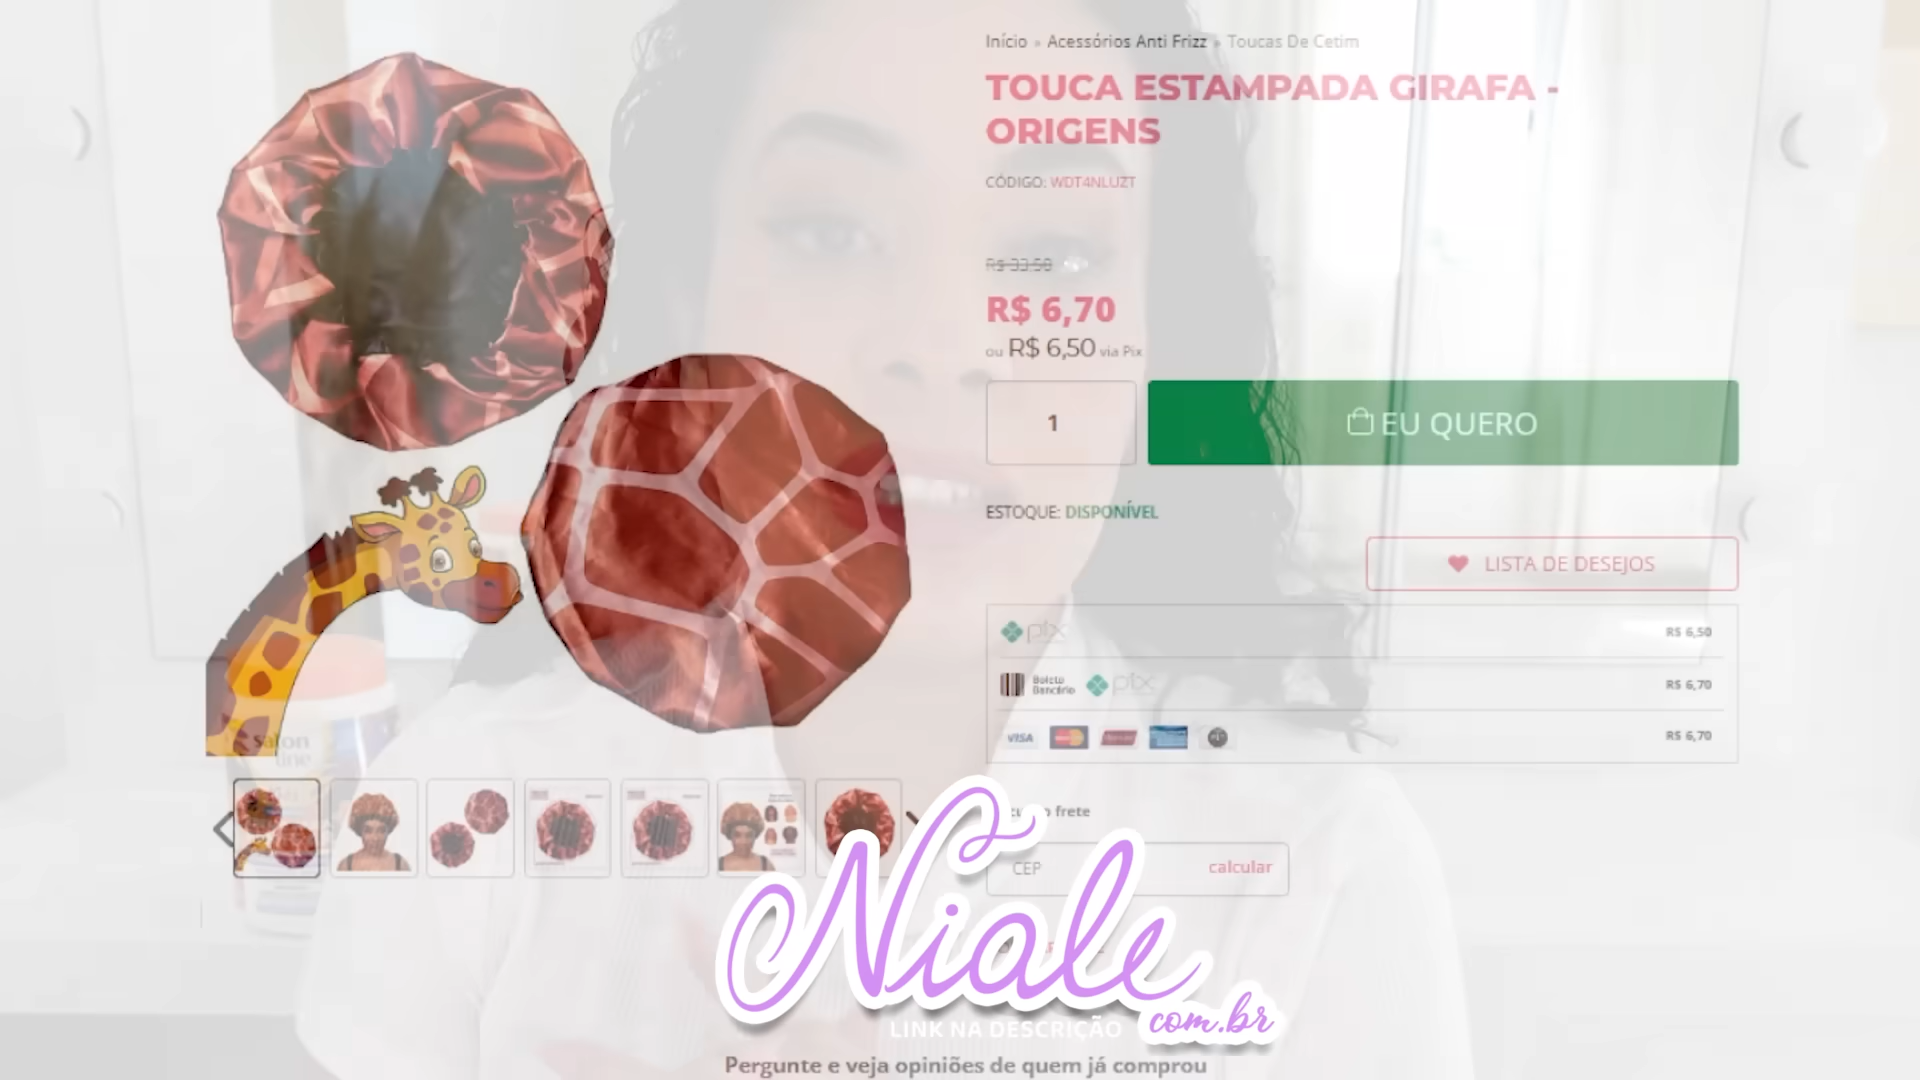 Início » Acessórios Anti Frizz » Toucas De Cetim
TOUCA ESTAMPADA GIRAFA -
ORIGENS
CÓDIGO: WDT4NLUZT
R$ 33,50
R$ 6,70
ou R$ 6,50 via Pix
1
EU QUERO
ESTOQUE: DISPONÍVEL
LISTA DE DESEJOS
pix
R$ 6,50
Boleto
Bancário
pix
R$ 6,70
VISA
R$ 6,70
salon
line
frete
CEP
calcular
Niale
com.br
LINK NA DESCRIÇÃO
Pergunte e veja opiniões de quem já comprou